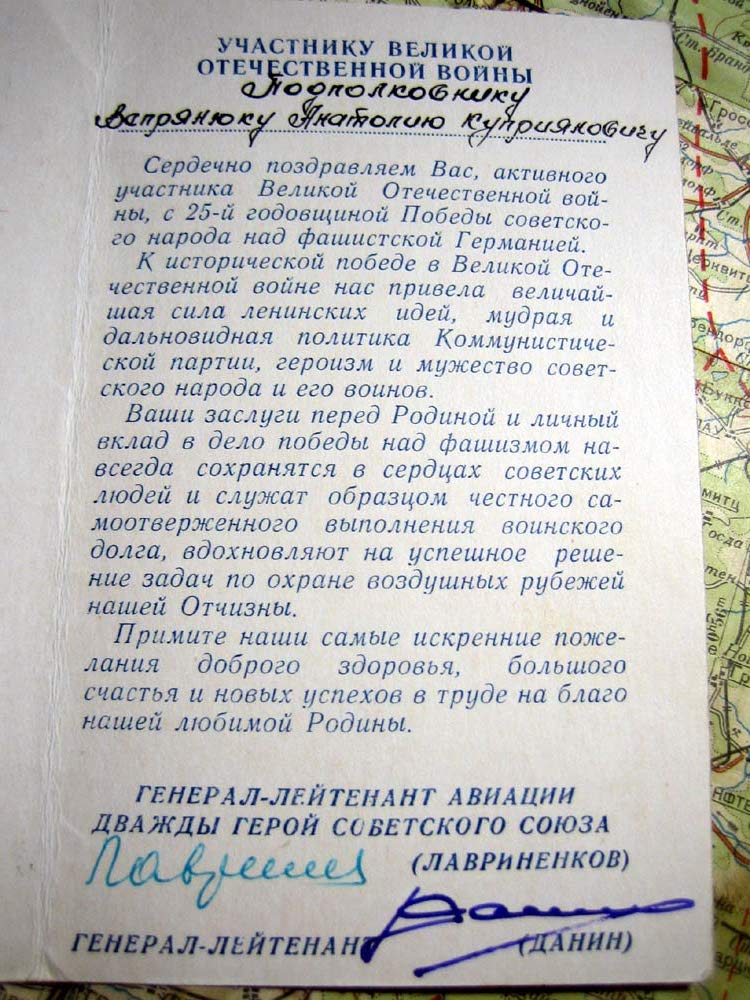 УЧАСТНИКУ ВЕЛИКОЙ
ОТЕЧЕСТВЕННОЙ ВОЙНЫ
Подполковнику
Вапрянюку Анатолию Куприяновичу
Сердечно поздравляем Вас, активного
участника Великой Отечественной вой-
ны, с 25-й годовщиной Победы советско-
го народа над фашистской Германией.
К исторической победе в Великой Оте-
чественной войне нас привела величай-
шая сила ленинских идей, мудрая и
дальновидная политика Коммунистиче-
ской партии, героизм и мужество совет-
ского народа и его воинов.
Ваши заслуги перед Родиной и личный
вклад в дело победы над фашизмом на-
всегда сохранятся в сердцах советских
людей и служат образцом честного са-
моотверженного выполнения воинского
долга, вдохновляют на успешное реше-
ние задач по охране воздушных рубежей
нашей Отчизны.
Примите наши самые искренние поже-
лания доброго здоровья, большого
счастья и новых успехов в труде на благо
нашей любимой Родины.
ГЕНЕРАЛ-ЛЕЙТЕНАНТ АВИАЦИИ
ДВАЖДЫ ГЕРОЙ СОВЕТСКОГО СОЮЗА
(ЛАВРИНЕНКОВ)
ГЕНЕРАЛ-ЛЕЙТЕНАНТ (ДАНИН)